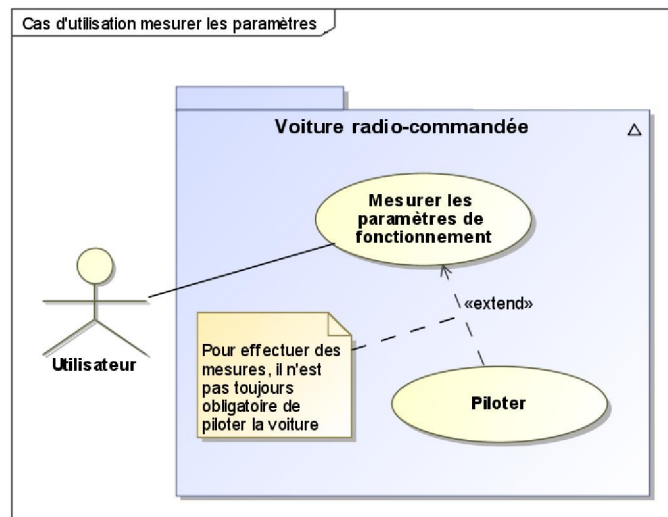 Cas d'utilisation mesurer les paramètres
Voiture radio-commandée
Mesurer les
paramètres de
fonctionnement
«extend»
Utilisateur
Pour effectuer des
mesures, il n'est
pas toujours
obligatoire de
piloter la voiture
Piloter